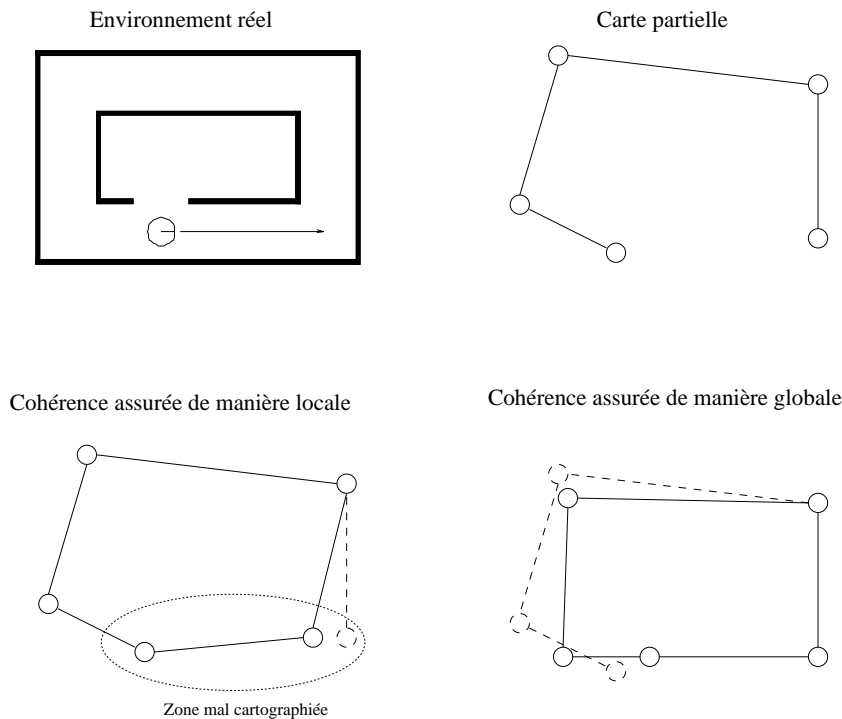 Environnement réel
Carte partielle
Cohérence assurée de manière locale
Cohérence assurée de manière globale
Zone mal cartographiée